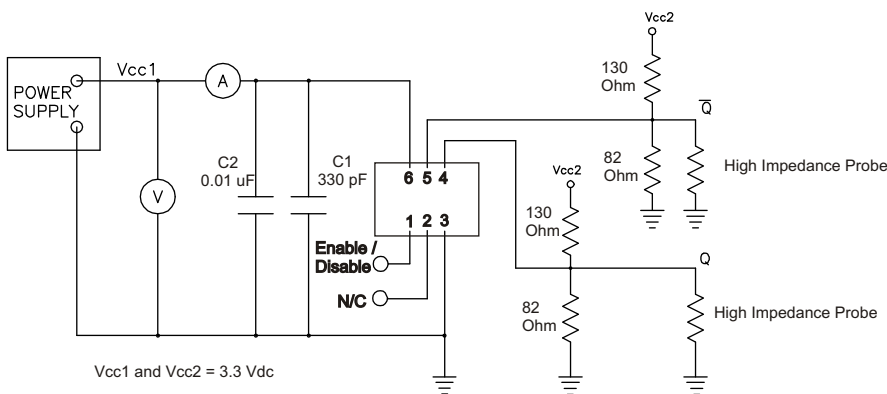 Vcc2
130
Ohm
Vcc1
A
POWER
SUPPLY
Q
C2
0.01 uF
C1
330 pF
82
Ohm
High Impedance Probe
6 5 4
Vcc2
V
130
Ohm
1 2 3
Enable /
Disable
Q
N/C
82
Ohm
High Impedance Probe
Vcc1 and Vcc2 = 3.3 Vdc